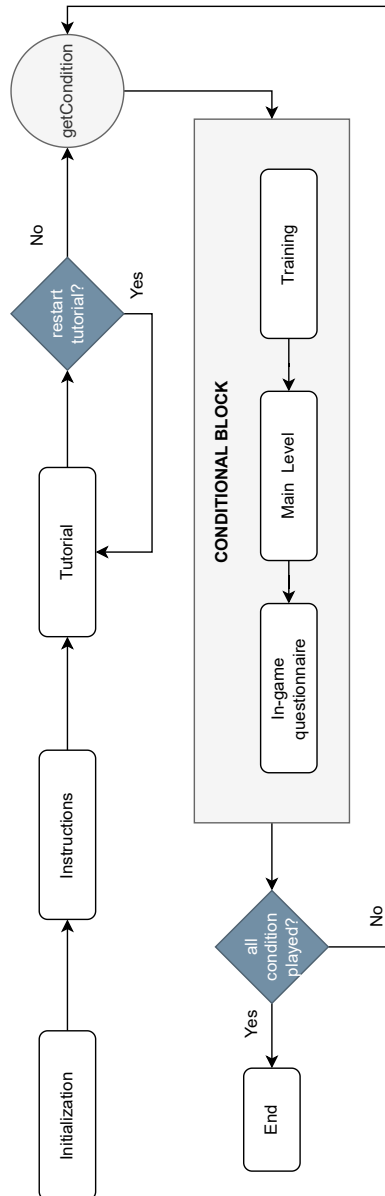 Initialization
Instructions
Tutorial
restart
tutorial?
No
Yes
getCondition
CONDITIONAL BLOCK
Training
Main Level
In-game
questionnaire
all
condition
played?
Yes
No
End